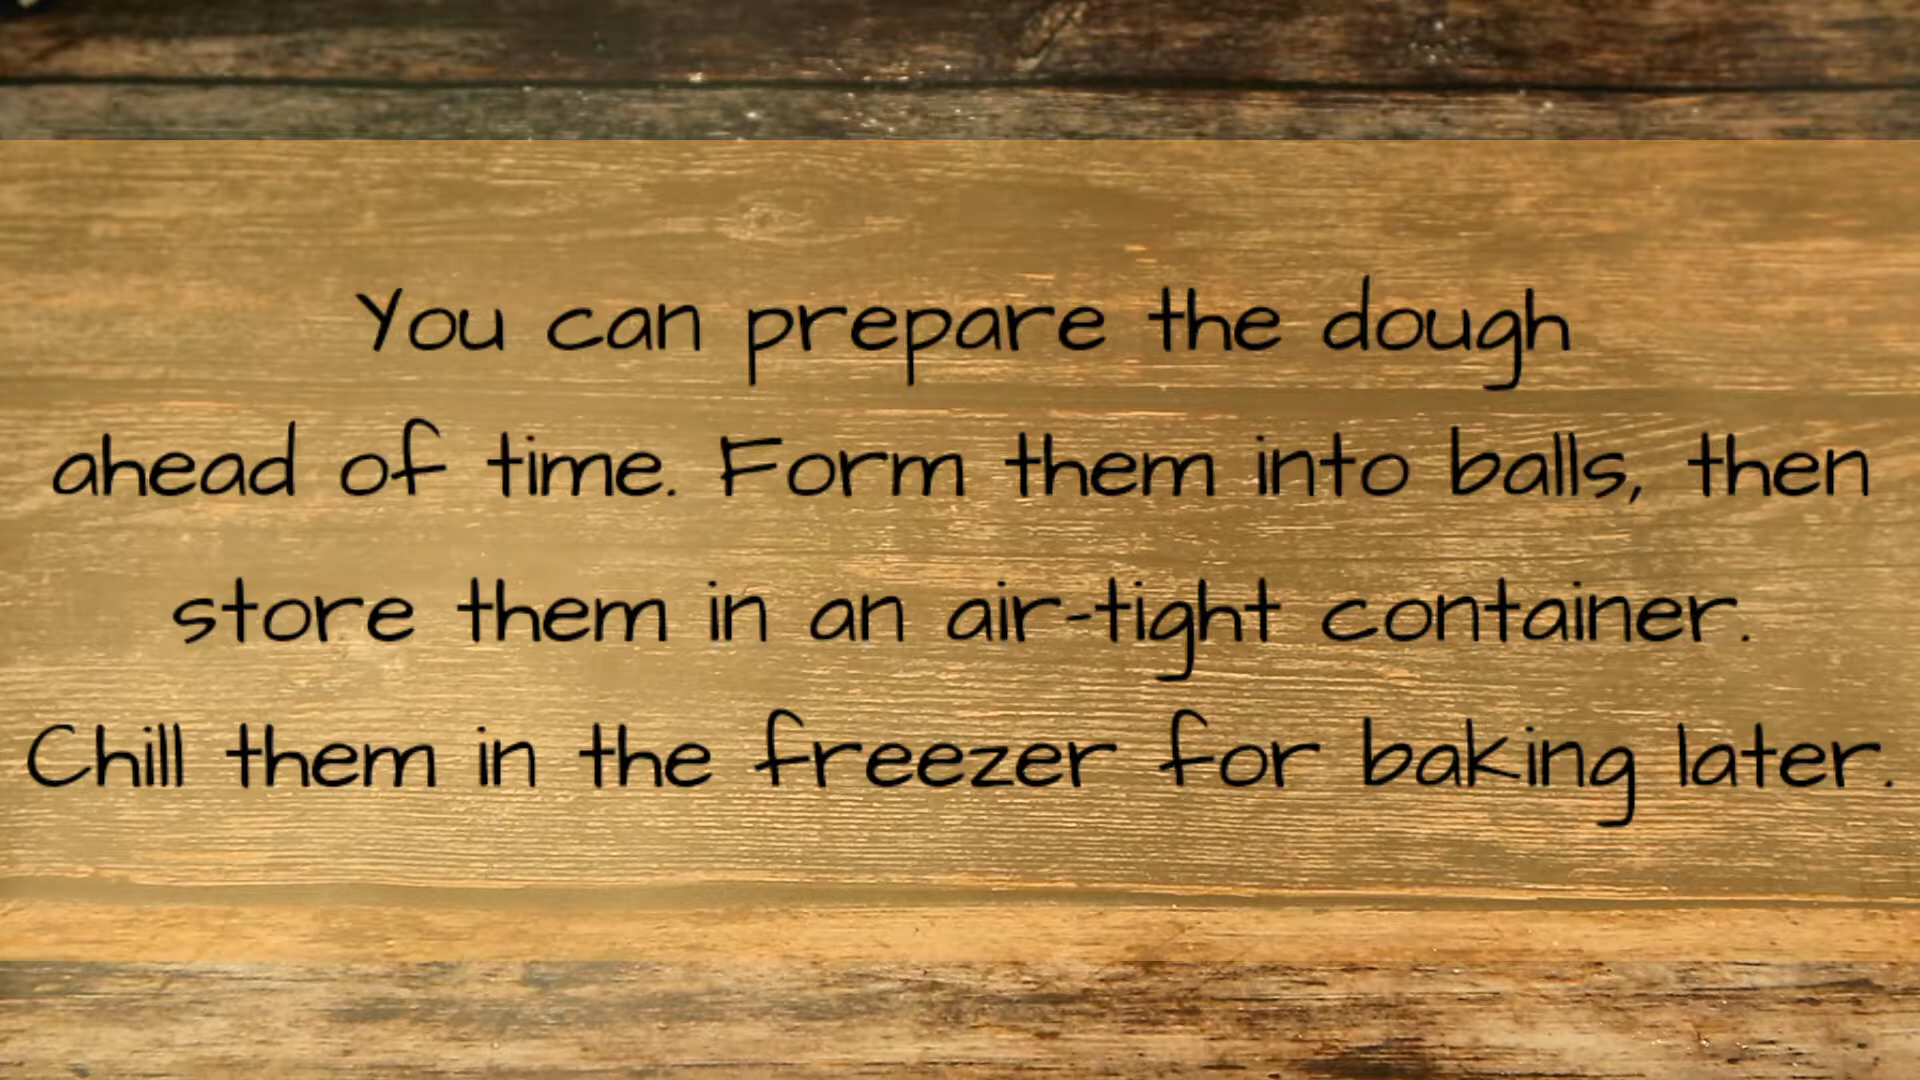 You can prepare the dough
ahead of time. Form them into balls, then
store them in an air-tight container.
Chill them in the freezer for baking later.